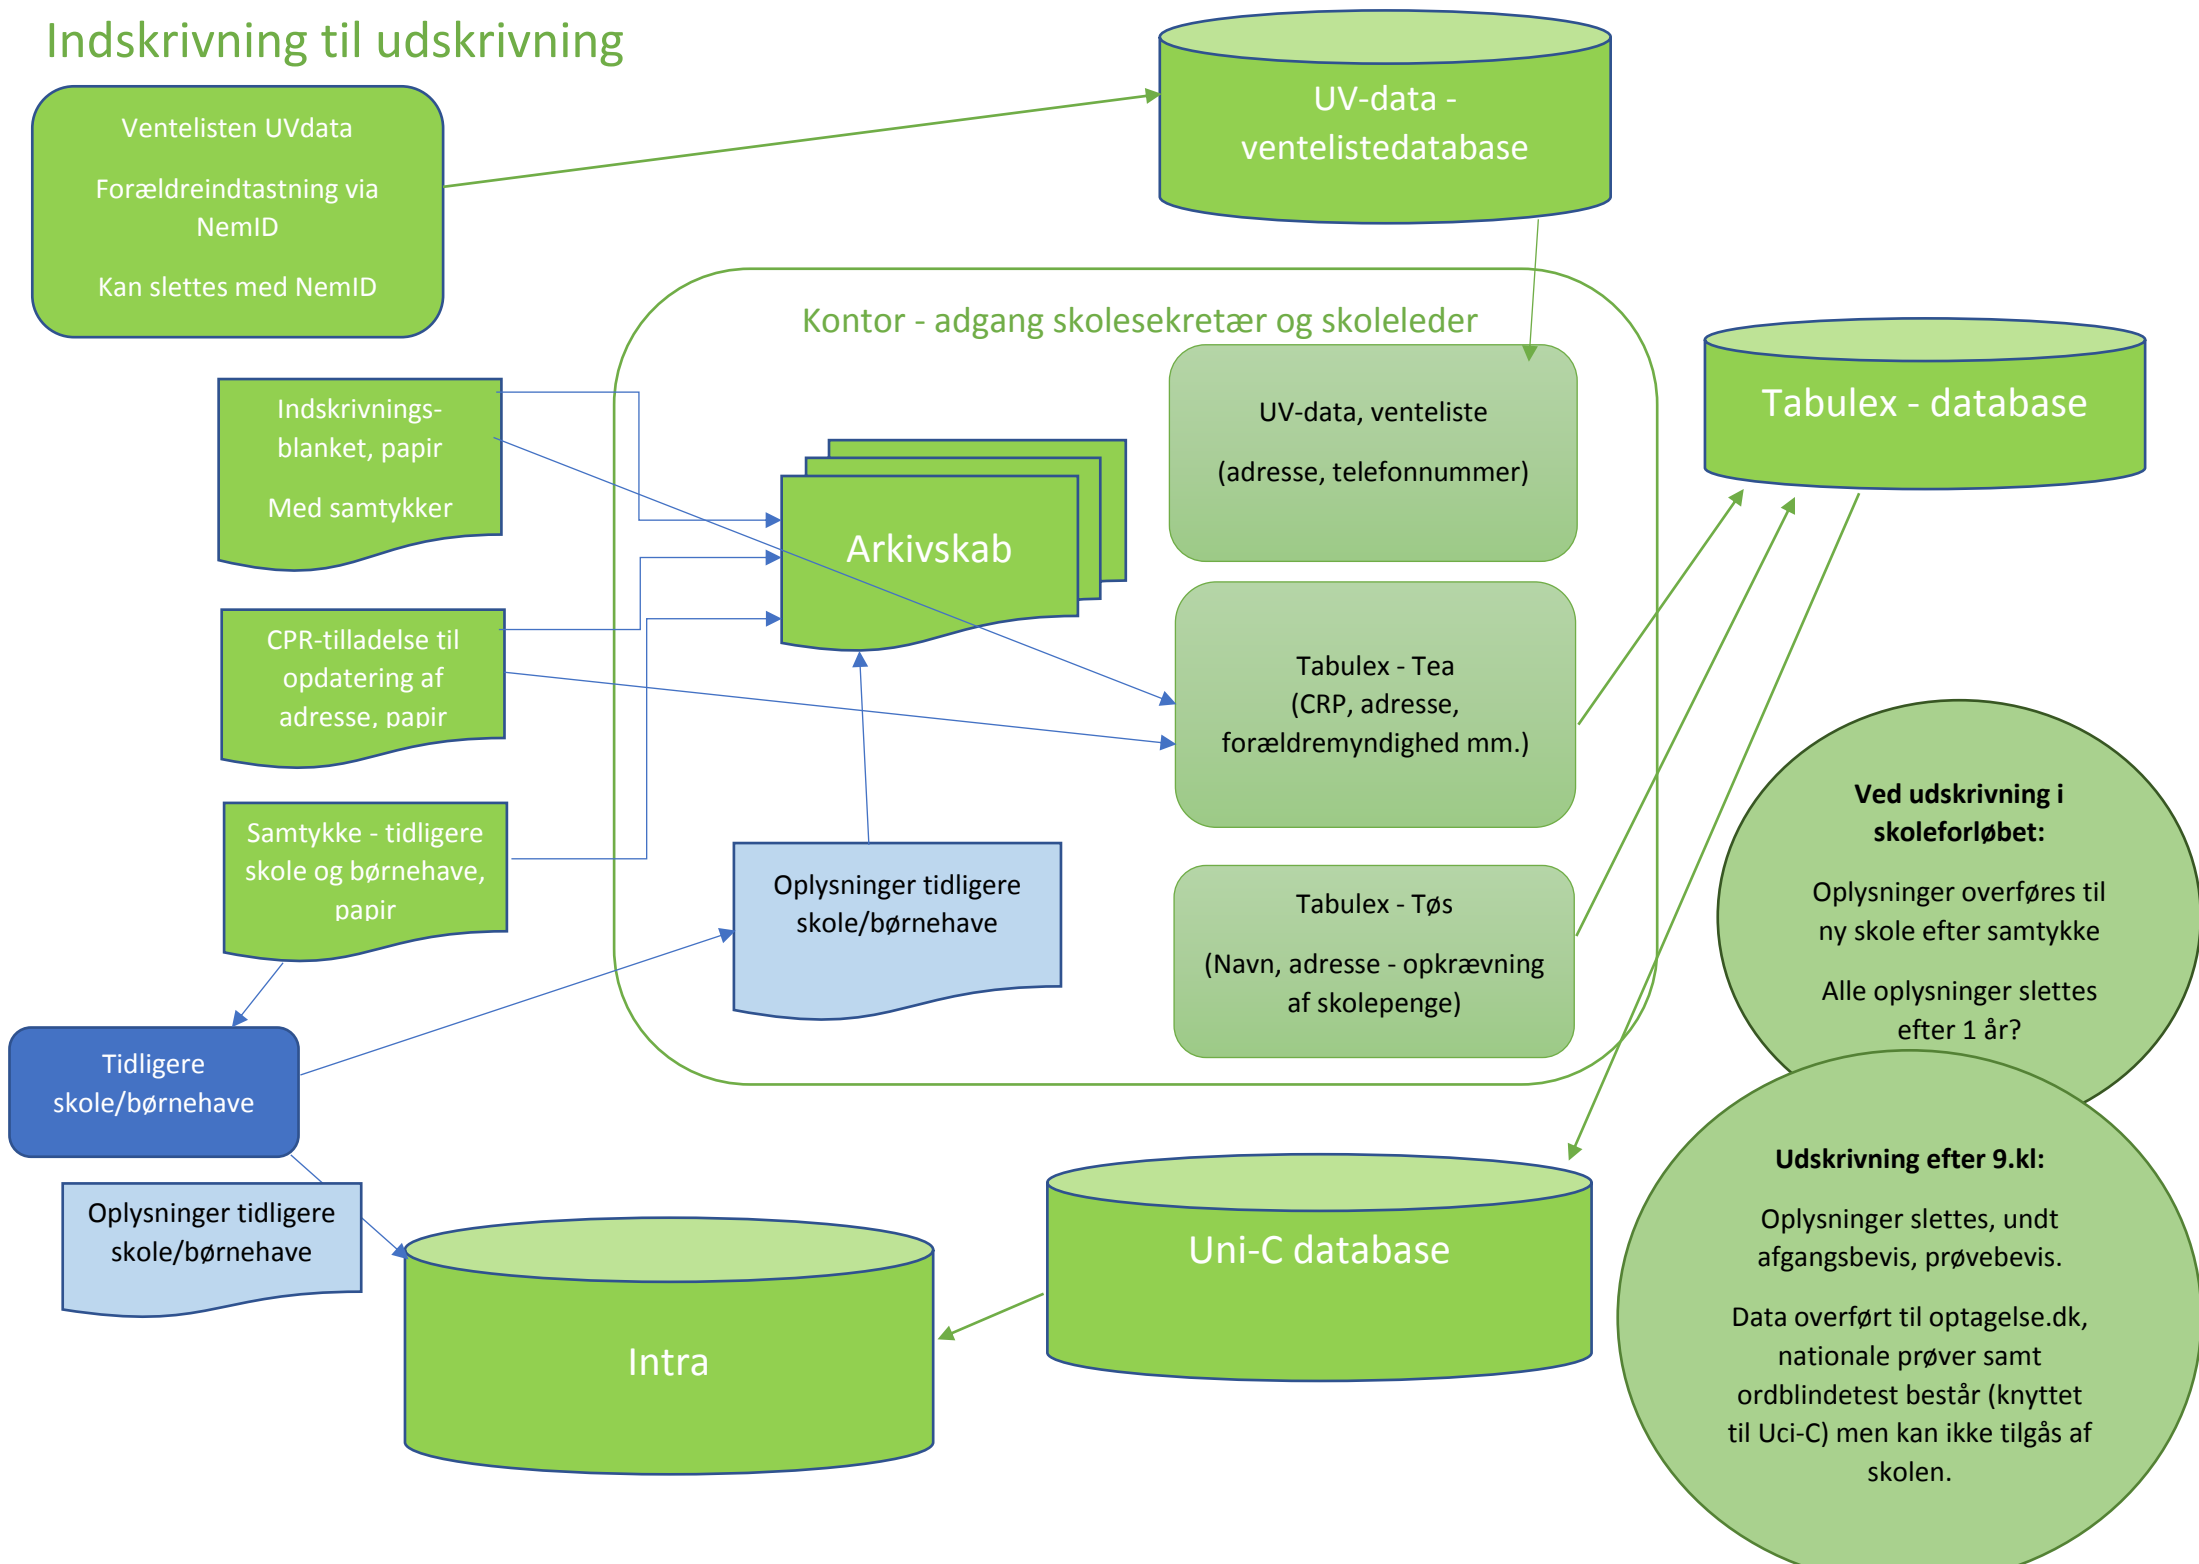 Indskrivning til udskrivning
Ventelisten UVdata
Forældreindtastning via
NemID
Kan slettes med NemID
UV-data -
ventelistedatabase
Kontor - adgang skolesekretær og skoleleder
Indskrivnings-
blanket, papir
Med samtykker
Arkivskab
UV-data, venteliste
(adresse, telefonnummer)
Tabulex - database
CPR-tilladelse til
opdatering af
adresse, papir
Tabulex - Tea
(CRP, adresse,
forældremyndighed mm.)
Samtykke - tidligere
skole og børnehave,
papir
Oplysninger tidligere
skole/børnehave
Tabulex - Tøs
(Navn, adresse - opkrævning
af skolepenge)
Ved udskrivning i
skoleforløbet:
Oplysninger overføres til
ny skole efter samtykke
Alle oplysninger slettes
efter 1 år?
Tidligere
skole/børnehave
Oplysninger tidligere
skole/børnehave
Intra
Uni-C database
Udskrivning efter 9.kl:
Oplysninger slettes, undt
afgangsbevis, prøvebevis.
Data overført til optagelse.dk,
nationale prøver samt
ordblindetest består (knyttet
til Uci-C) men kan ikke tilgås af
skolen.